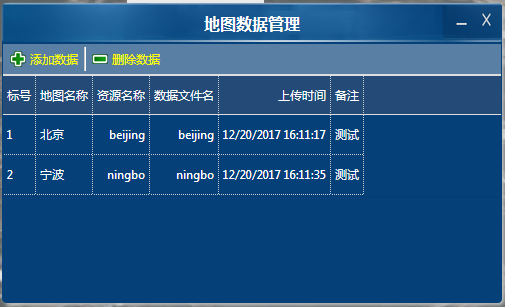 地图数据管理
添加数据 删除数据
标号 地图名称 资源名称 数据文件名 上传时间 备注
1 北京 beijing beijing 12/20/2017 16:11:17 测试
2 宁波 ningbo ningbo 12/20/2017 16:11:35 测试